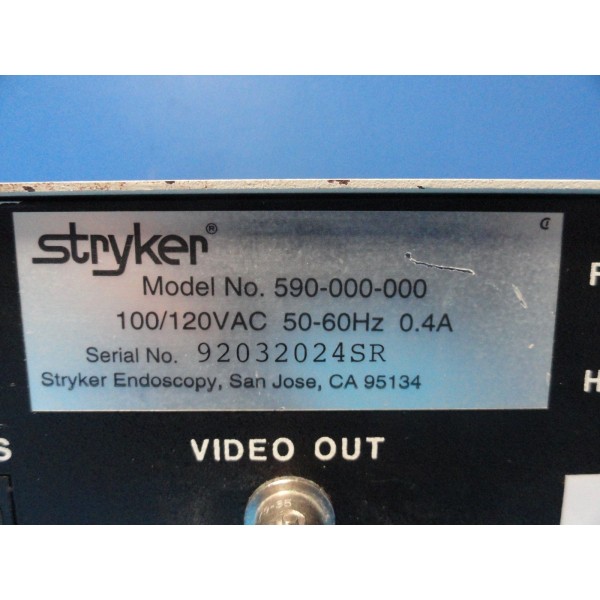 stryker®
Model No. 590-000-000
100/120VAC 50-60Hz 0.4A
Serial No. 92032024SR
Stryker Endoscopy, San Jose, CA 95134
S
VIDEO OUT
F
H